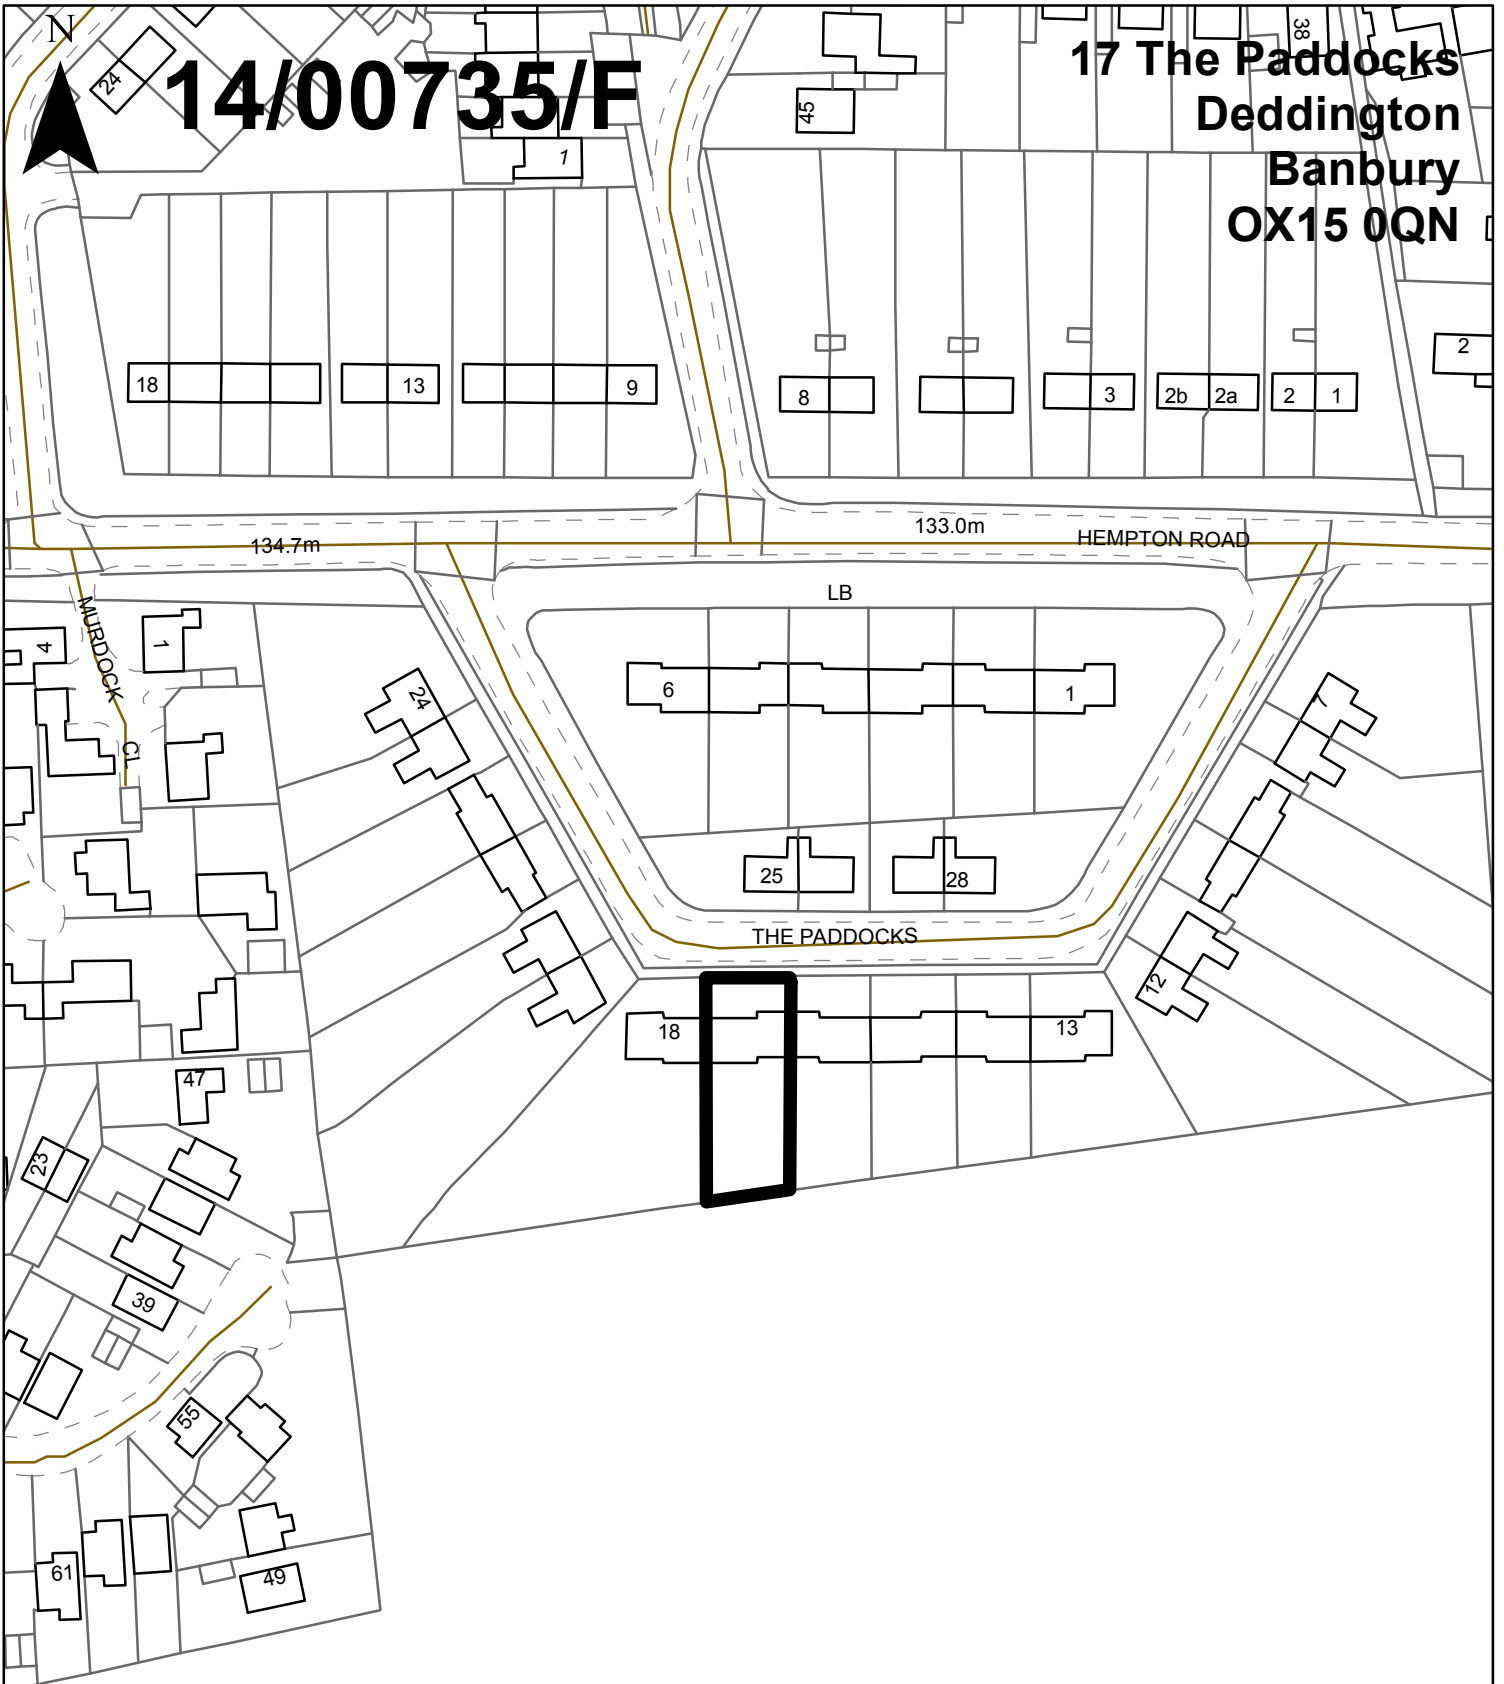 N
14/00735/F
17 The Paddocks
Deddington
Banbury
OX15 0QN
24
38
45
1
2
18
13
9
8
3
2b
2a
2
1
134.7m
133.0m
HEMPTON ROAD
LB
MURDOCK
CL
4
1
24
6
1
7
25
28
THE PADDOCKS
12
18
13
47
23
39
55
61
49